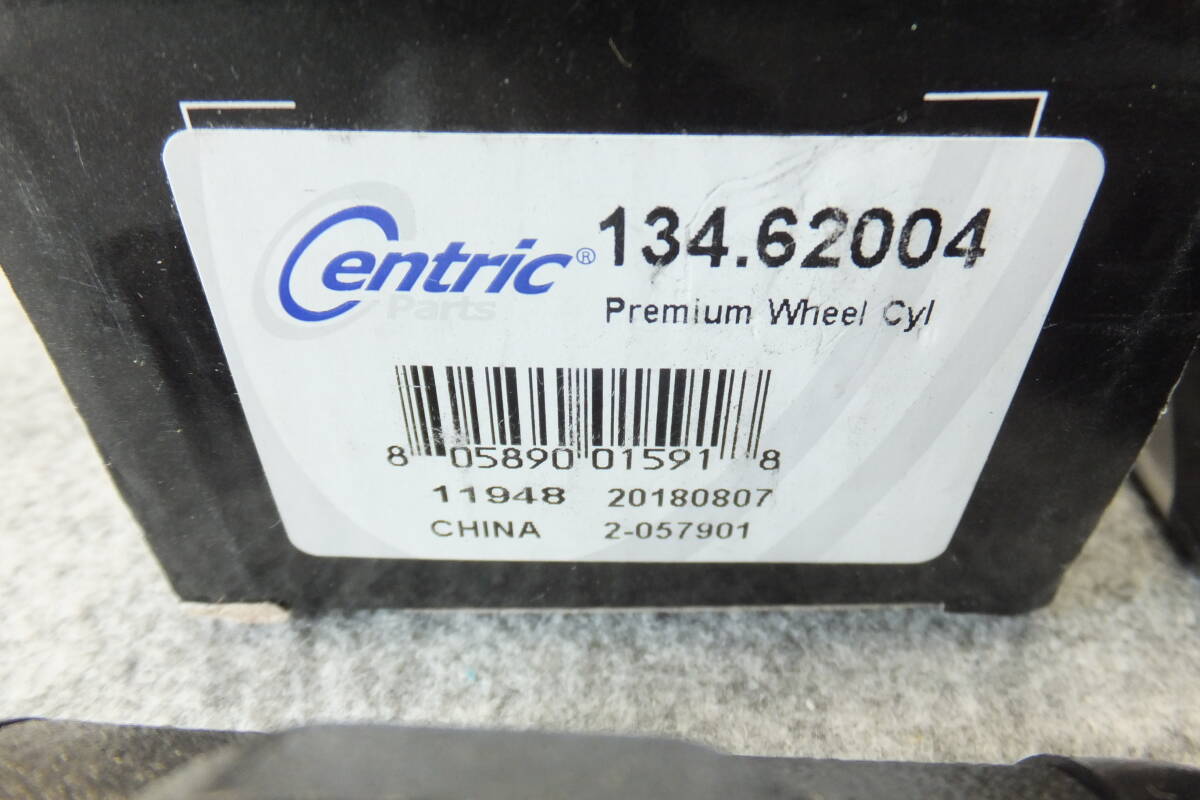 Centric® 134.62004
Parts
Premium Wheel Cyl
8 05890 01591 8
11948 20180807
CHINA 2-057901